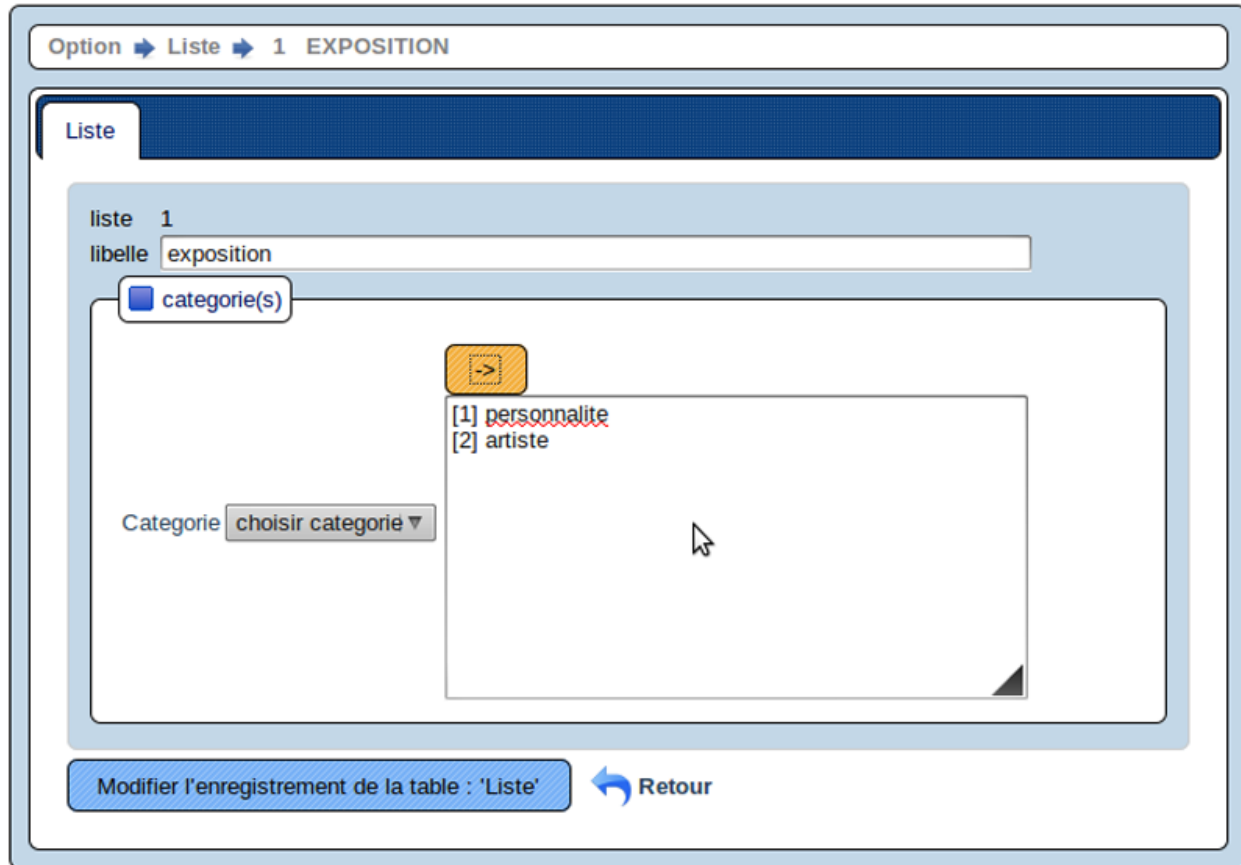 Option Liste 1 EXPOSITION
Liste
liste 1
libelle exposition
categorie(s)
->
[1] personnalite
[2] artiste
Categorie choisir categorie
Modifier l'enregistrement de la table : 'Liste' Retour